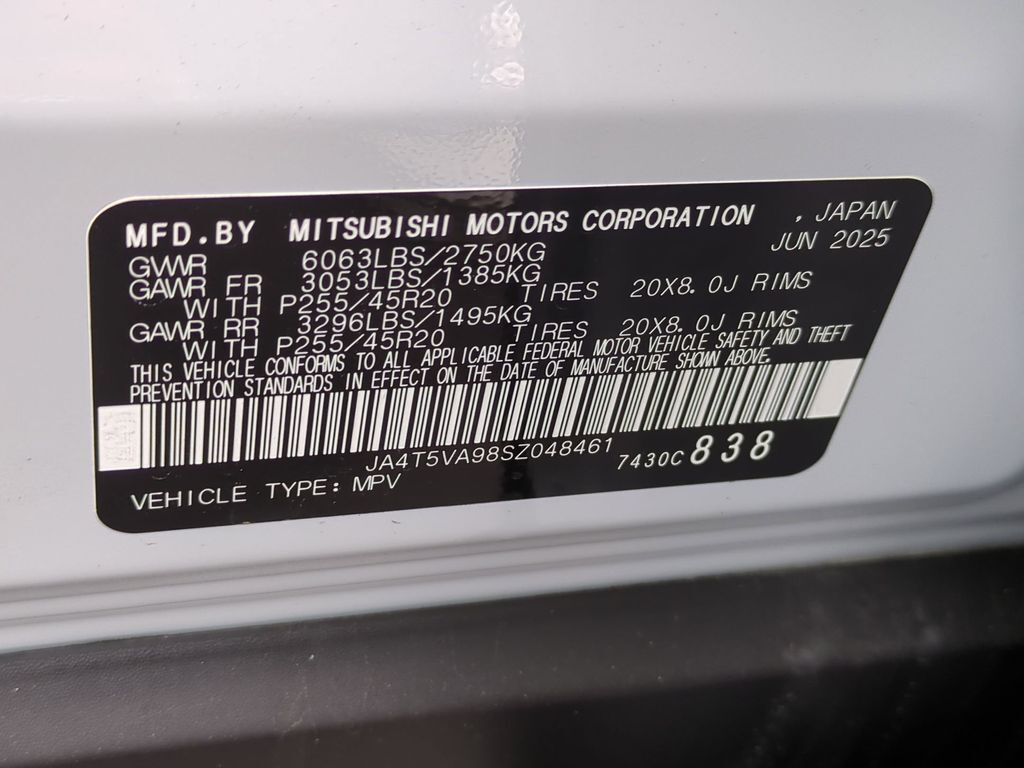 MFD.BY MITSUBISHI MOTORS CORPORATION , JAPAN
JUN 2025
GVWR 6063LBS/2750KG
GAWR FR 3053LBS/1385KG
WITH P255/45R20 TIRES 20X8.0J RIMS
GAWR RR 3296LBS/1495KG
WITH P255/45R20 TIRES 20X8.0J RIMS
THIS VEHICLE CONFORMS TO ALL APPLICABLE FEDERAL MOTOR VEHICLE SAFETY AND THEFT
PREVENTION STANDARDS IN EFFECT ON THE DATE OF MANUFACTURE SHOWN ABOVE.
JA4T5VA98SZ048461 7430C 838
VEHICLE TYPE: MPV